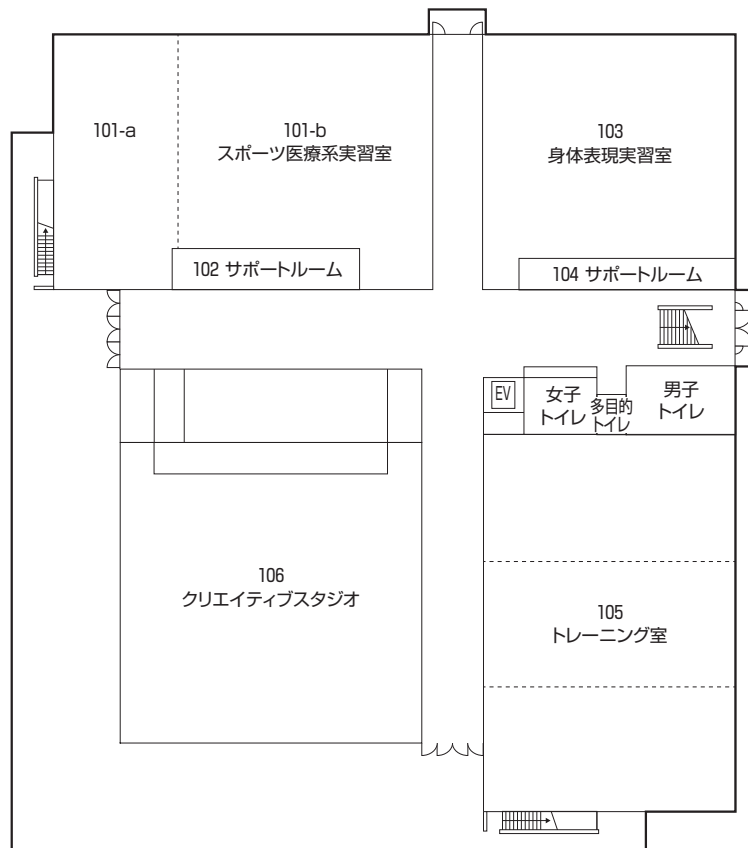 101-a
101-b
スポーツ医療系実習室
103
身体表現実習室
102 サポートルーム
104 サポートルーム
EV
女子
トイレ
多目的
トイレ
男子
トイレ
106
クリエイティブスタジオ
105
トレーニング室